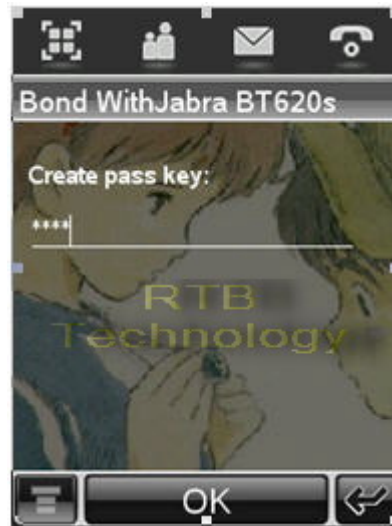 Bond WithJabra BT620s
Create pass key:
****
RTB
Technology
OK